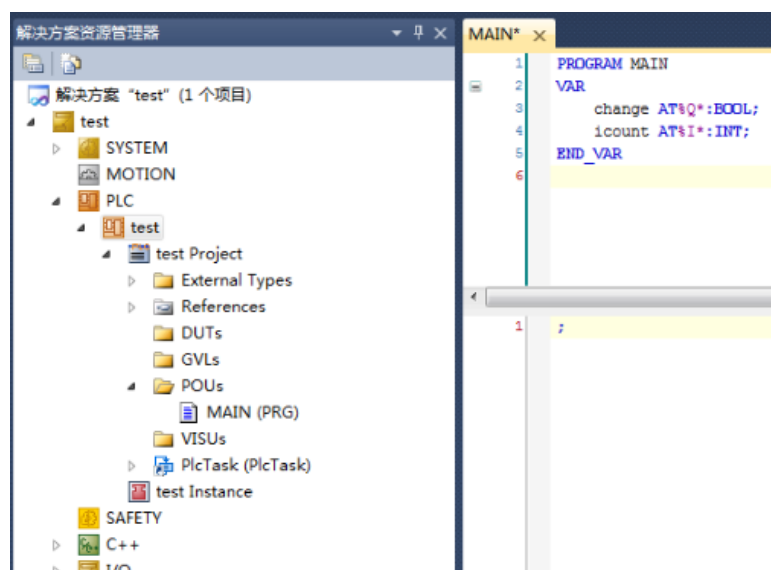 解决方案资源管理器
解决方案 "test" (1 个项目)
test
SYSTEM
MOTION
PLC
test
test Project
External Types
References
DUTs
GVLs
POUs
MAIN (PRG)
VISUs
PlcTask (PlcTask)
test Instance
SAFETY
C++
I/O
MAIN*
1 PROGRAM MAIN
2 VAR
3 change AT%Q*:BOOL;
4 icount AT%I*:INT;
5 END_VAR
6
1 ;